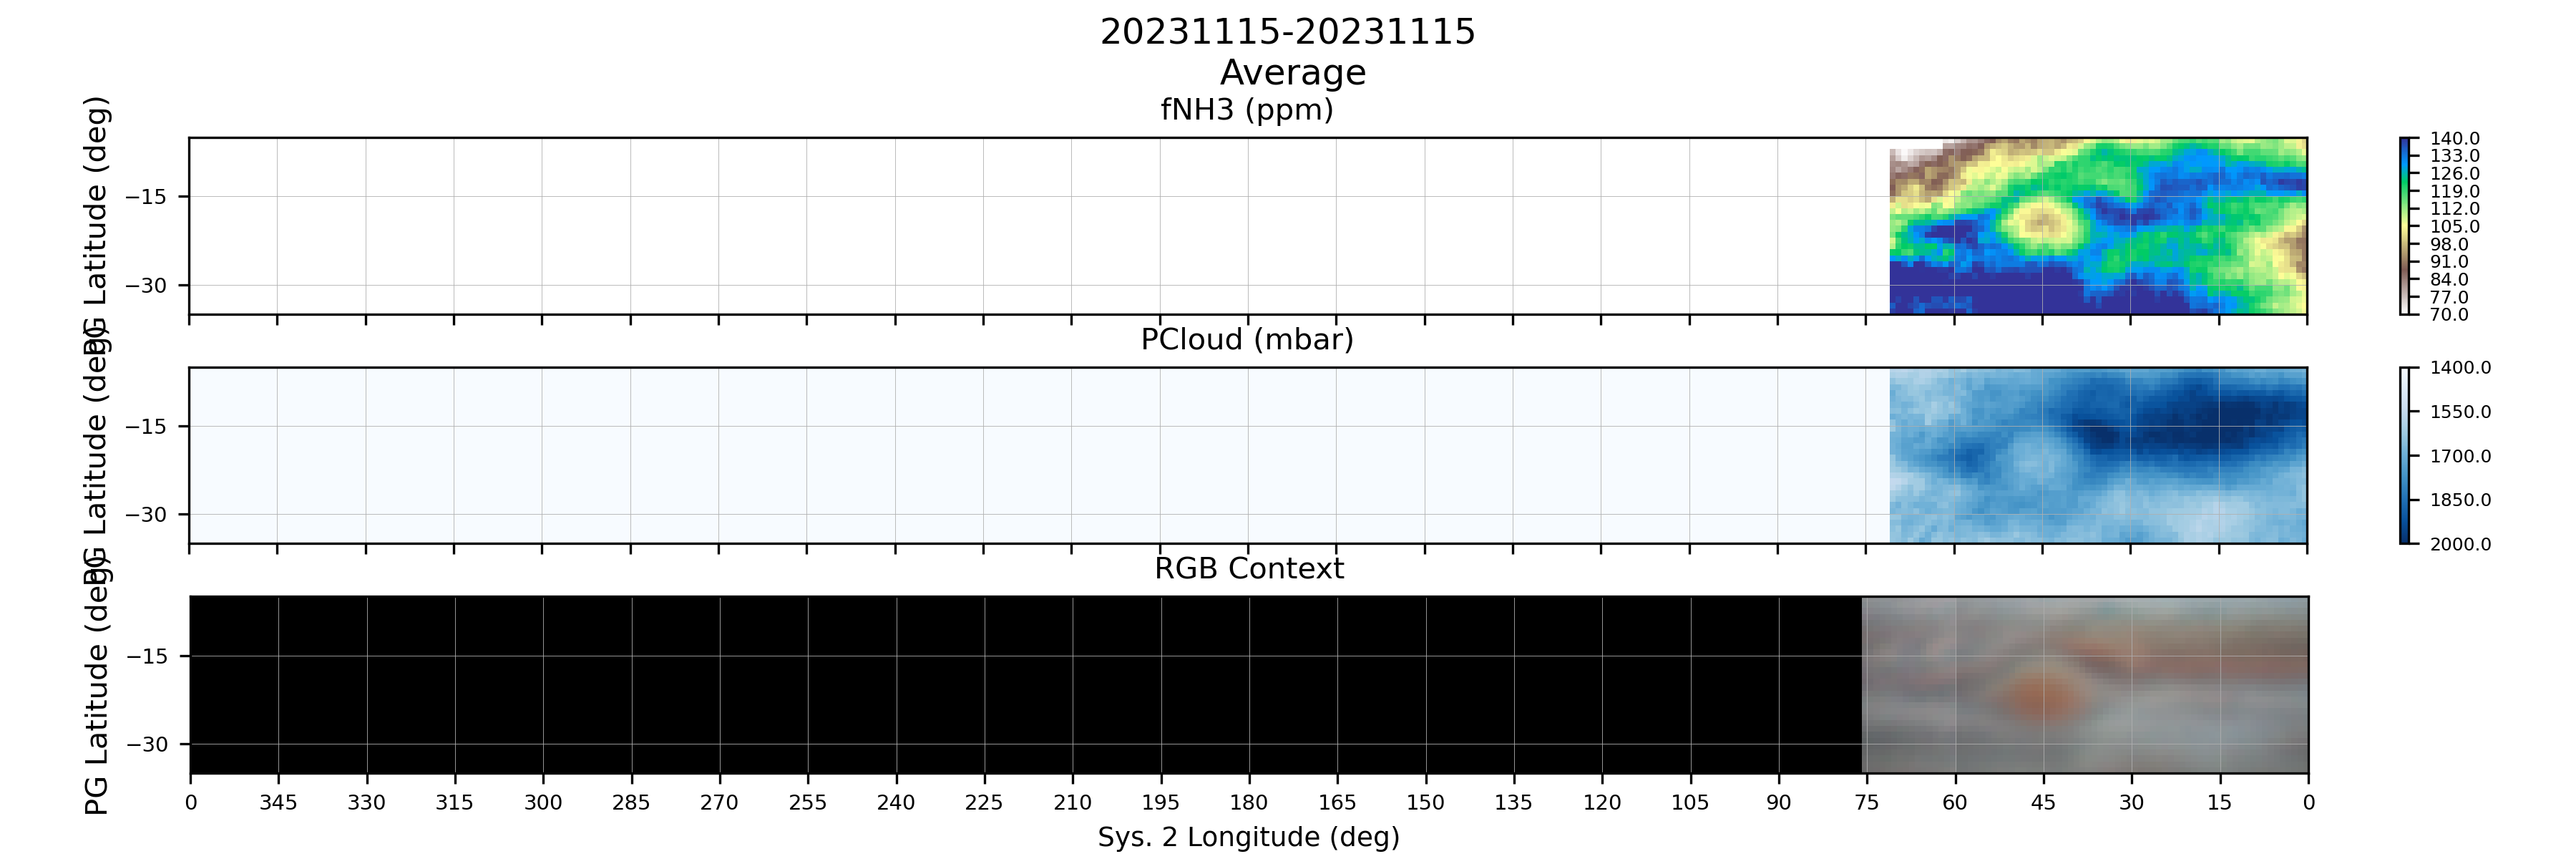 20231115-20231115
Average
fNH3 (ppm)
PG Latitude (deg)
−15
−30
140.0
133.0
126.0
119.0
112.0
105.0
98.0
91.0
84.0
77.0
70.0
PCloud (mbar)
PG Latitude (deg)
−15
−30
1400.0
1550.0
1700.0
1850.0
2000.0
RGB Context
PG Latitude (deg)
−15
−30
0 345 330 315 300 285 270 255 240 225 210 195 180 165 150 135 120 105 90 75 60 45 30 15 0
Sys. 2 Longitude (deg)